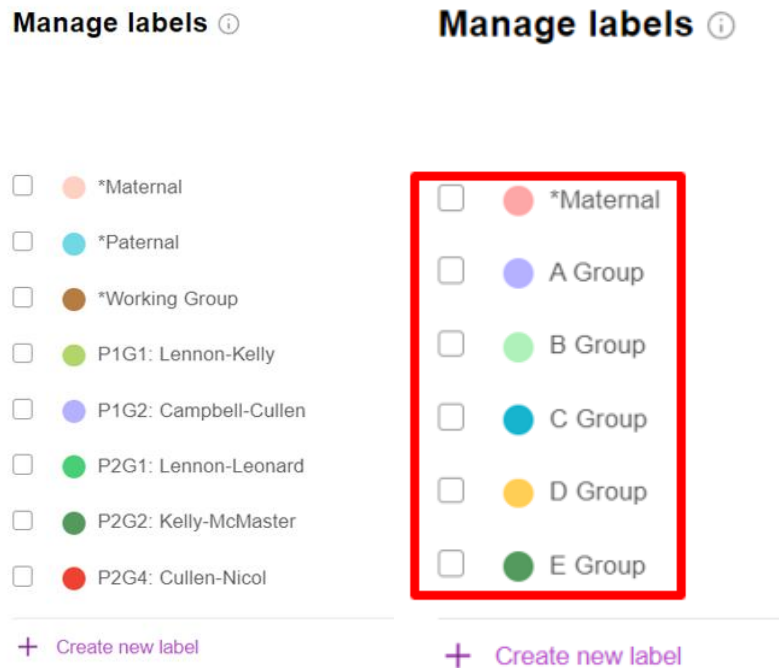 Manage labels
*Maternal
*Paternal
*Working Group
P1G1: Lennon-Kelly
P1G2: Campbell-Cullen
P2G1: Lennon-Leonard
P2G2: Kelly-McMaster
P2G4: Cullen-Nicol
+ Create new label
Manage labels
*Maternal
A Group
B Group
C Group
D Group
E Group
+ Create new label